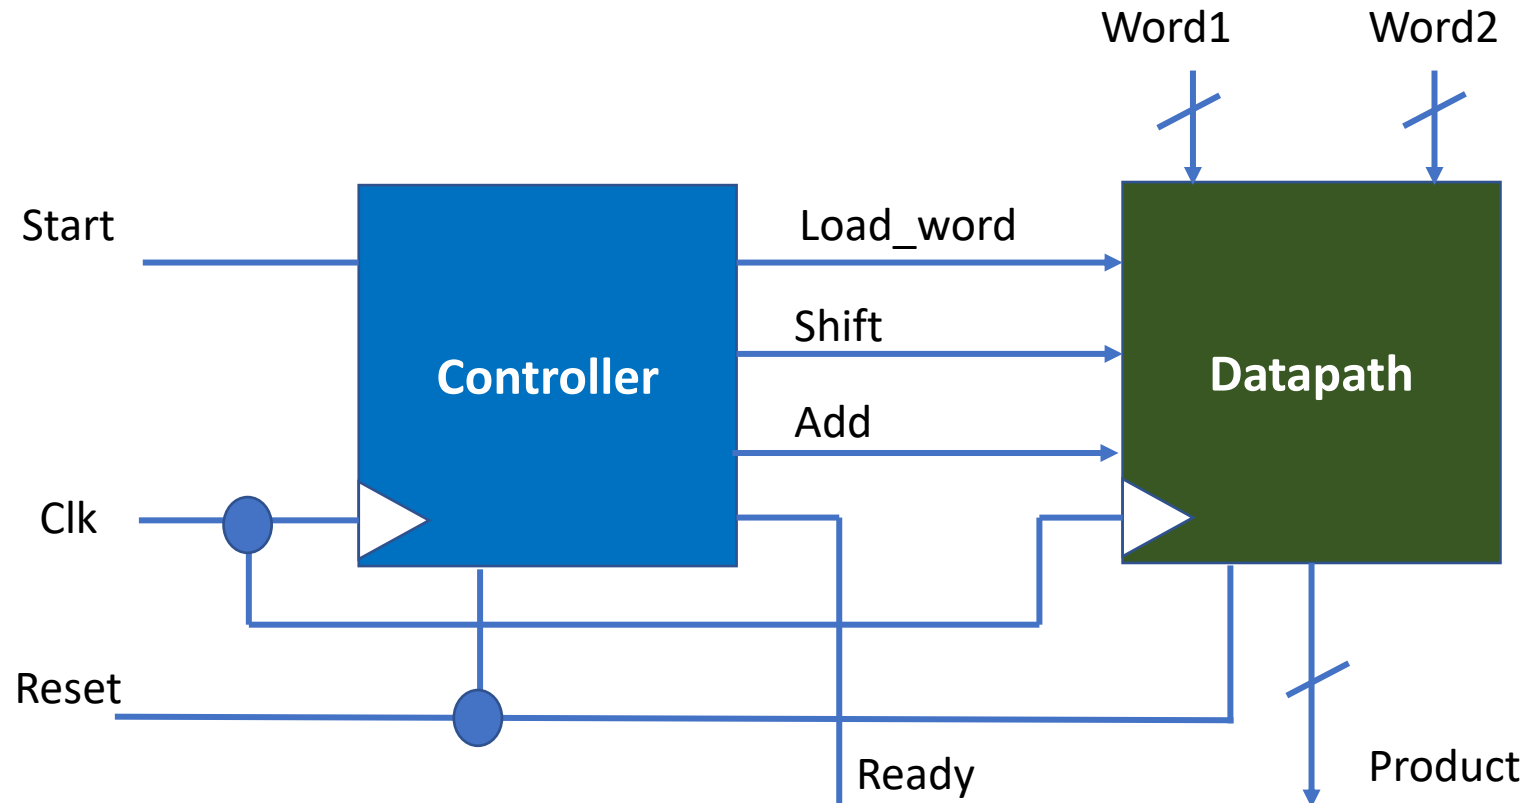 Word1
Word2
Start
Load_word
Shift
Controller
Datapath
Add
Clk
Reset
Ready
Product